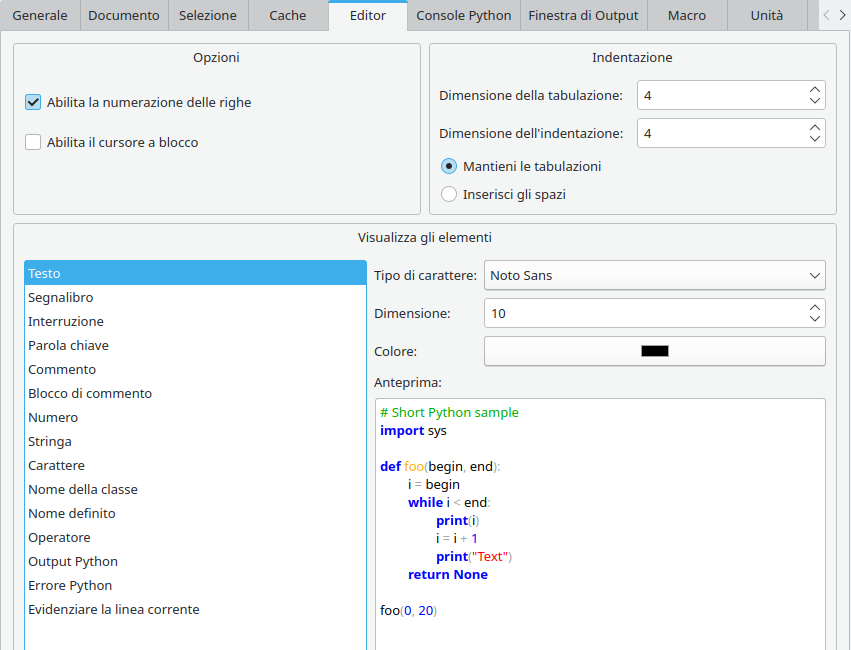 Generale Documento Selezione Cache Editor Console Python Finestra di Output Macro Unità
Opzioni
Abilita la numerazione delle righe
Abilita il cursore a blocco
Indentazione
Dimensione della tabulazione: 4
Dimensione dell'indentazione: 4
Mantieni le tabulazioni
Inserisci gli spazi
Visualizza gli elementi
Testo
Segnalibro
Interruzione
Parola chiave
Commento
Blocco di commento
Numero
Stringa
Carattere
Nome della classe
Nome definito
Operatore
Output Python
Errore Python
Evidenziare la linea corrente
Tipo di carattere: Noto Sans
Dimensione: 10
Colore:
Anteprima:
# Short Python sample
import sys
def foo(begin, end):
i = begin
while i < end:
print(i)
i = i + 1
print("Text")
return None
foo(0, 20)